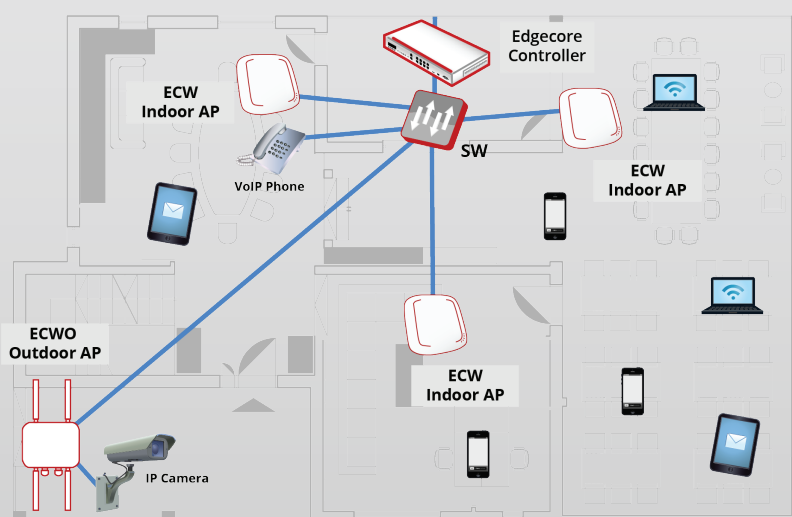 Edgecore
Controller
ECW
Indoor AP
SW
VoIP Phone
ECW
Indoor AP
ECWO
Outdoor AP
ECW
Indoor AP
IP Camera